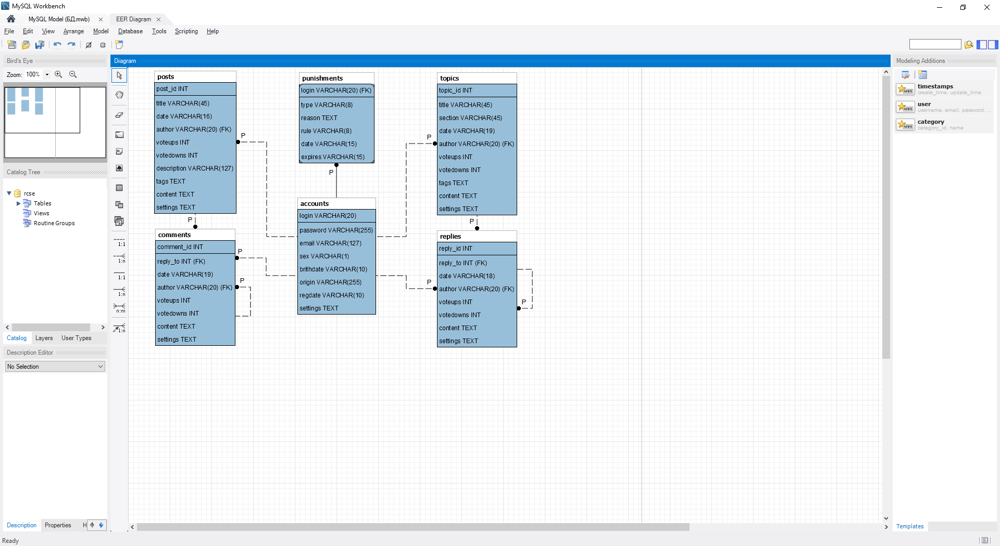 MySQL Workbench
MySQL Model (БД.mwb)
EER Diagram
File Edit View Arrange Model Database Tools Scripting Help
Bird's Eye
Zoom: 100%
Catalog Tree
rcse
Tables
Views
Routine Groups
Catalog Layers User Types
Description Editor
No Selection
Description Properties H
Ready
Diagram
1:1
1:n
1:1
1:n
n:m
1:n
posts
post_id INT
title VARCHAR(45)
date VARCHAR(16)
author VARCHAR(20) (FK)
voteups INT
votedowns INT
description VARCHAR(127)
tags TEXT
content TEXT
settings TEXT
P
P
comments
comment_id INT
reply_to INT (FK)
date VARCHAR(19)
author VARCHAR(20) (FK)
voteups INT
votedowns INT
content TEXT
settings TEXT
P
P
punishments
login VARCHAR(20) (FK)
type VARCHAR(8)
reason TEXT
rule VARCHAR(8)
date VARCHAR(15)
expires VARCHAR(15)
P
accounts
login VARCHAR(20)
password VARCHAR(255)
email VARCHAR(127)
sex VARCHAR(1)
brithdate VARCHAR(10)
origin VARCHAR(255)
regdate VARCHAR(10)
settings TEXT
P
topics
topic_id INT
title VARCHAR(45)
section VARCHAR(45)
date VARCHAR(19)
author VARCHAR(20) (FK)
voteups INT
votedowns INT
tags TEXT
content TEXT
settings TEXT
P
replies
reply_id INT
reply_to INT (FK)
date VARCHAR(18)
author VARCHAR(20) (FK)
voteups INT
votedowns INT
content TEXT
settings TEXT
P
P
Modeling Additions
MWB
timestamps
create_time, update_time
MWB
user
username, email, password, ...
MWB
category
category_id, name
Templates